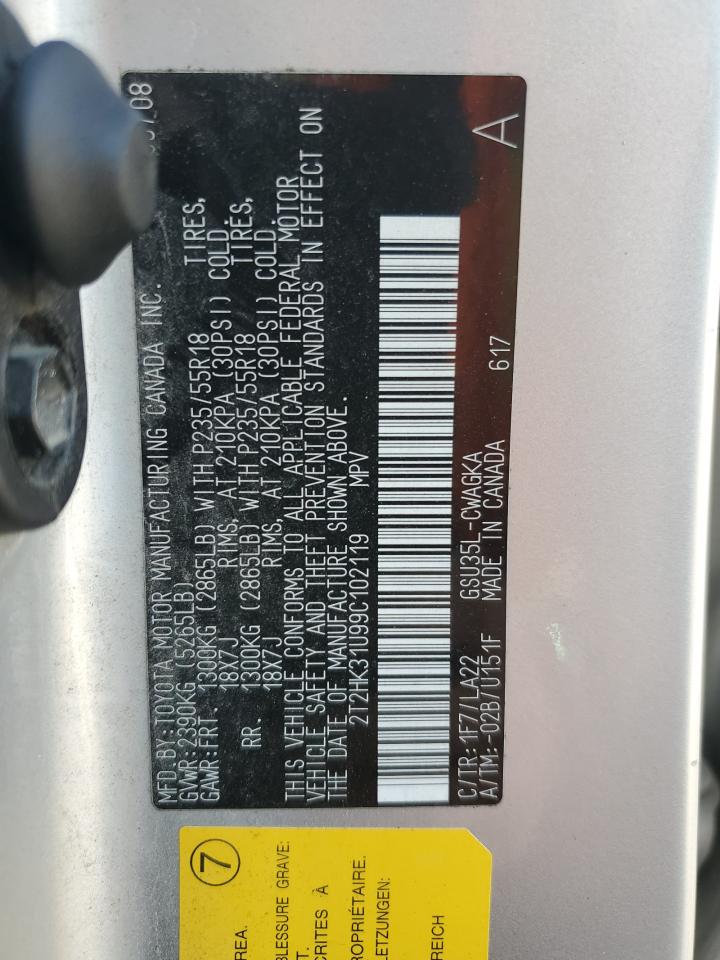 MFD.BY:TOYOTA MOTOR MANUFACTURING CANADA INC. 08
GVWR:2390KG (5265LB)
GAWR:FRT. 1300KG (2865LB) WITH P235/55R18 TIRES,
18X7J RIMS, AT 210KPA (30PSI) COLD.
RR. 1300KG (2865LB) WITH P235/55R18 TIRES,
18X7J RIMS, AT 210KPA (30PSI) COLD.
THIS VEHICLE CONFORMS TO ALL APPLICABLE FEDERAL MOTOR
VEHICLE SAFETY AND THEFT PREVENTION STANDARDS IN EFFECT ON
THE DATE OF MANUFACTURE SHOWN ABOVE.
2T2HK31U99C102119 MPV
C/TR:1F7/LA22 GSU35L-CWAGKA
A/TM:-02B/U151F MADE IN CANADA 617 A
7
REA.
BLESSURE GRAVE:
CRITES À
T.
PROPRIÉTAIRE.
LETZUNGEN:
REICH